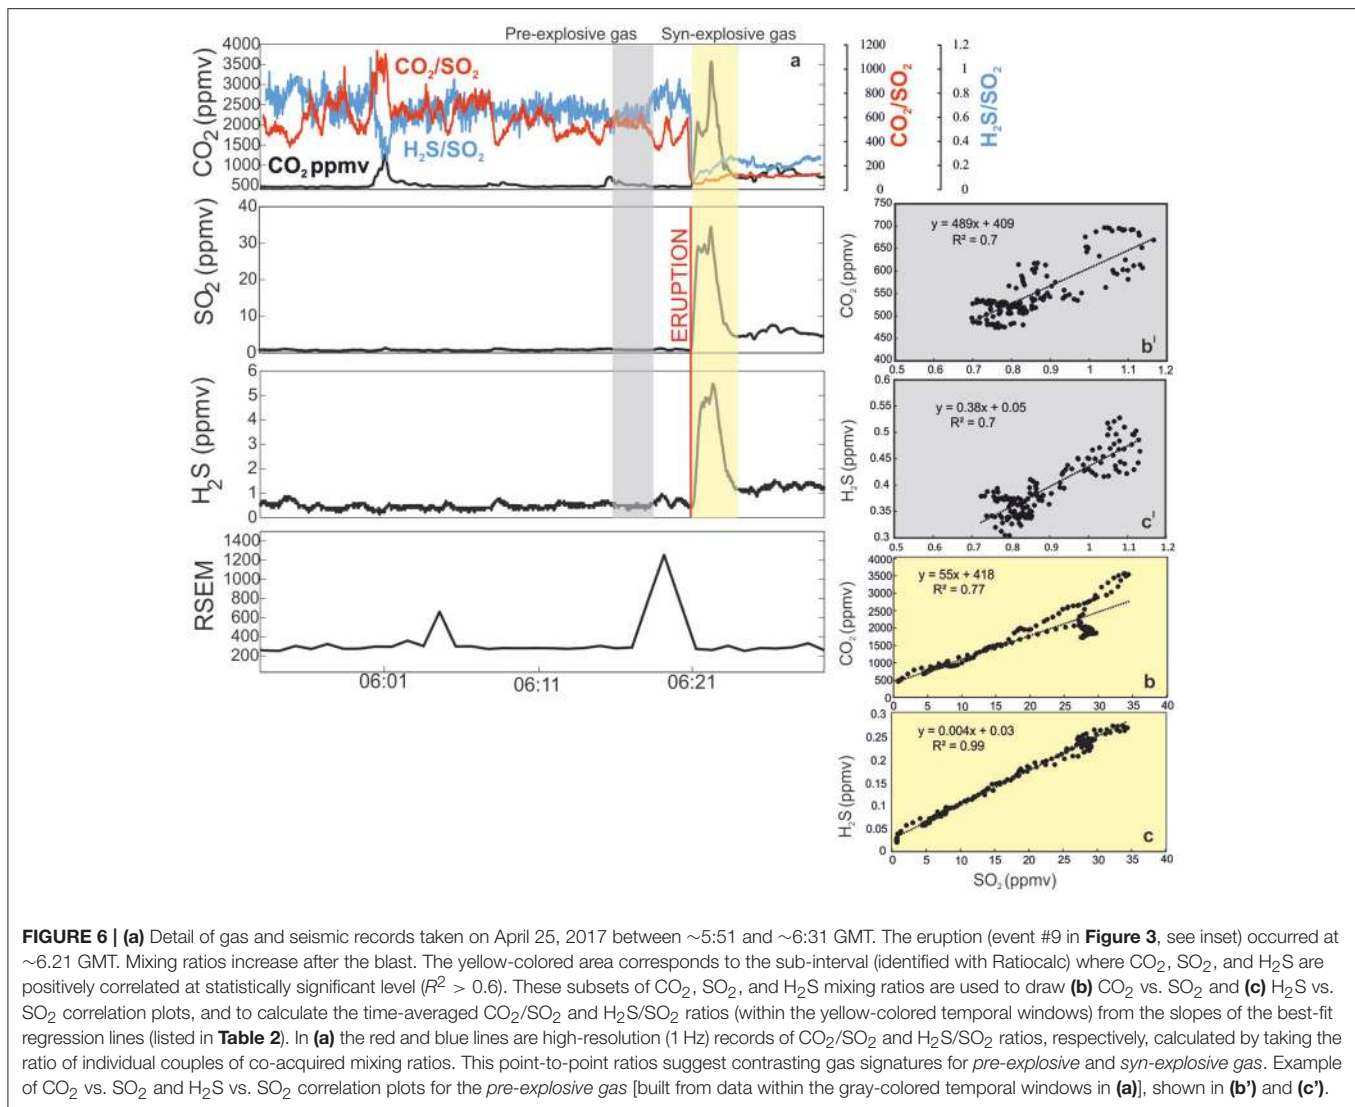 Pre-explosive gas Syn-explosive gas
4000
3500
3000
2500
2000
1500
1000
500
CO₂ (ppmv)
CO₂/SO₂
H₂S/SO₂
CO₂ ppmv
a
1200
1000
800
600
400
200
0
CO₂/SO₂
1.2
1
0.8
0.6
0.4
0.2
0
H₂S/SO₂
40
30
20
10
0
SO₂ (ppmv)
ERUPTION
6
5
4
3
2
1
0
H₂S (ppmv)
1400
1200
1000
800
600
400
200
RSEM
06:01 06:11 06:21
750
700
650
600
550
500
450
400
CO₂ (ppmv)
y = 489x + 409
R² = 0.7
b'
0.5 0.6 0.7 0.8 0.9 1 1.1 1.2
0.6
0.55
0.5
0.45
0.4
0.35
0.3
H₂S (ppmv)
y = 0.38x + 0.05
R² = 0.7
c'
0.5 0.6 0.7 0.8 0.9 1 1.1 1.2
4000
3500
3000
2500
2000
1500
1000
500
0
CO₂ (ppmv)
y = 55x + 418
R² = 0.77
b
0 5 10 15 20 25 30 35 40
0.3
0.25
0.2
0.15
0.1
0.05
0
H₂S (ppmv)
y = 0.004x + 0.03
R² = 0.99
c
0 5 10 15 20 25 30 35 40
SO₂ (ppmv)
FIGURE 6 | (a) Detail of gas and seismic records taken on April 25, 2017 between ~5:51 and ~6:31 GMT. The eruption (event #9 in Figure 3, see inset) occurred at
~6.21 GMT. Mixing ratios increase after the blast. The yellow-colored area corresponds to the sub-interval (identified with Ratiocalc) where CO₂, SO₂, and H₂S are
positively correlated at statistically significant level (R² > 0.6). These subsets of CO₂, SO₂, and H₂S mixing ratios are used to draw (b) CO₂ vs. SO₂ and (c) H₂S vs.
SO₂ correlation plots, and to calculate the time-averaged CO₂/SO₂ and H₂S/SO₂ ratios (within the yellow-colored temporal windows) from the slopes of the best-fit
regression lines (listed in Table 2). In (a) the red and blue lines are high-resolution (1 Hz) records of CO₂/SO₂ and H₂S/SO₂ ratios, respectively, calculated by taking the
ratio of individual couples of co-acquired mixing ratios. This point-to-point ratios suggest contrasting gas signatures for pre-explosive and syn-explosive gas. Example
of CO₂ vs. SO₂ and H₂S vs. SO₂ correlation plots for the pre-explosive gas [built from data within the gray-colored temporal windows in (a)], shown in (b') and (c').